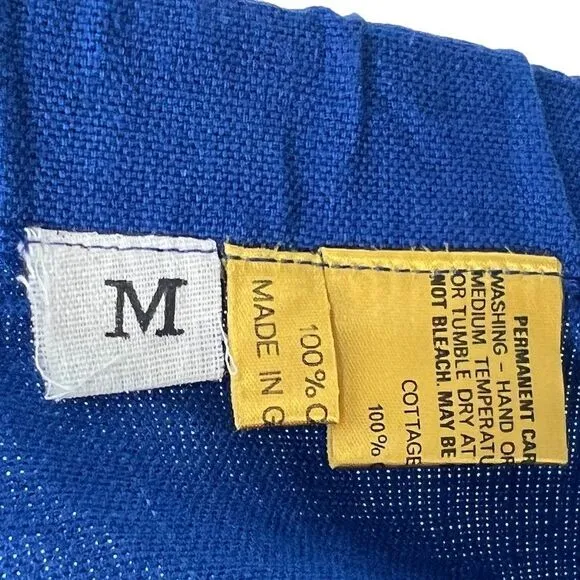 M
100% C
MADE IN G
PERMANENT CAR
WASHING - HAND OR
MEDIUM TEMPERATU
OR TUMBLE DRY AT
NOT BLEACH. MAY BE
COTTAGE
100% C